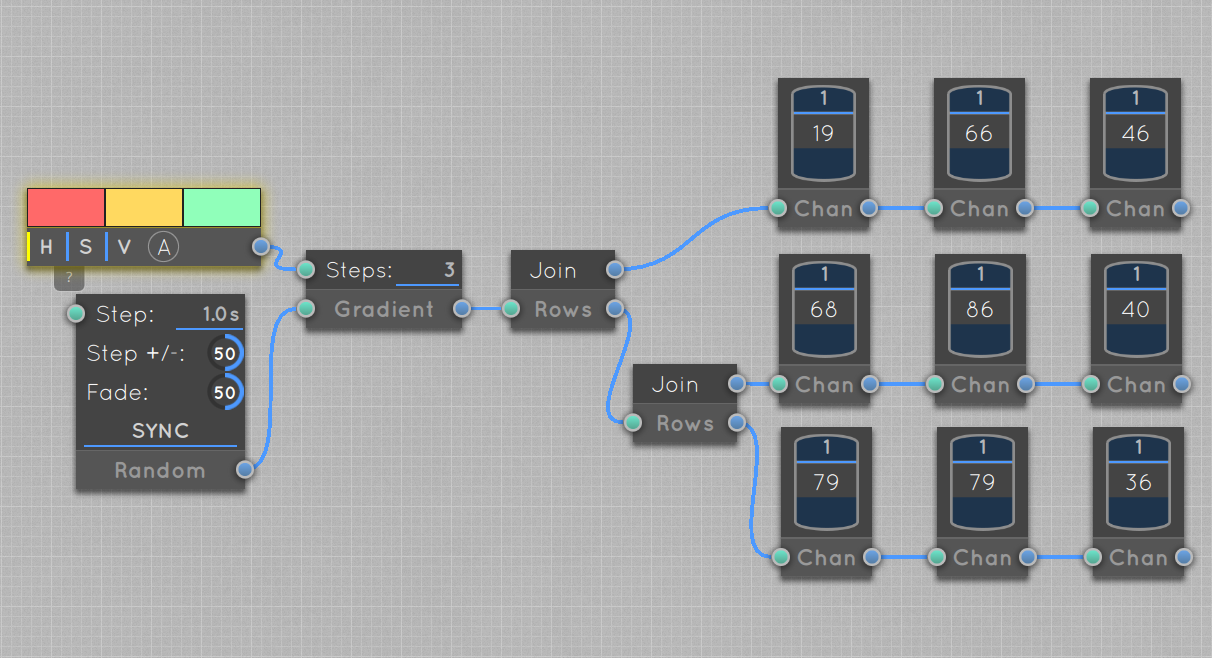 H S V A
?
Step: 1.0 s
Step +/-: 50
Fade: 50
SYNC
Random
Steps: 3
Gradient
Join
Rows
Join
Rows
1 1 1
19 66 46
Chan Chan Chan
1 1 1
68 86 40
Chan Chan Chan
1 1 1
79 79 36
Chan Chan Chan